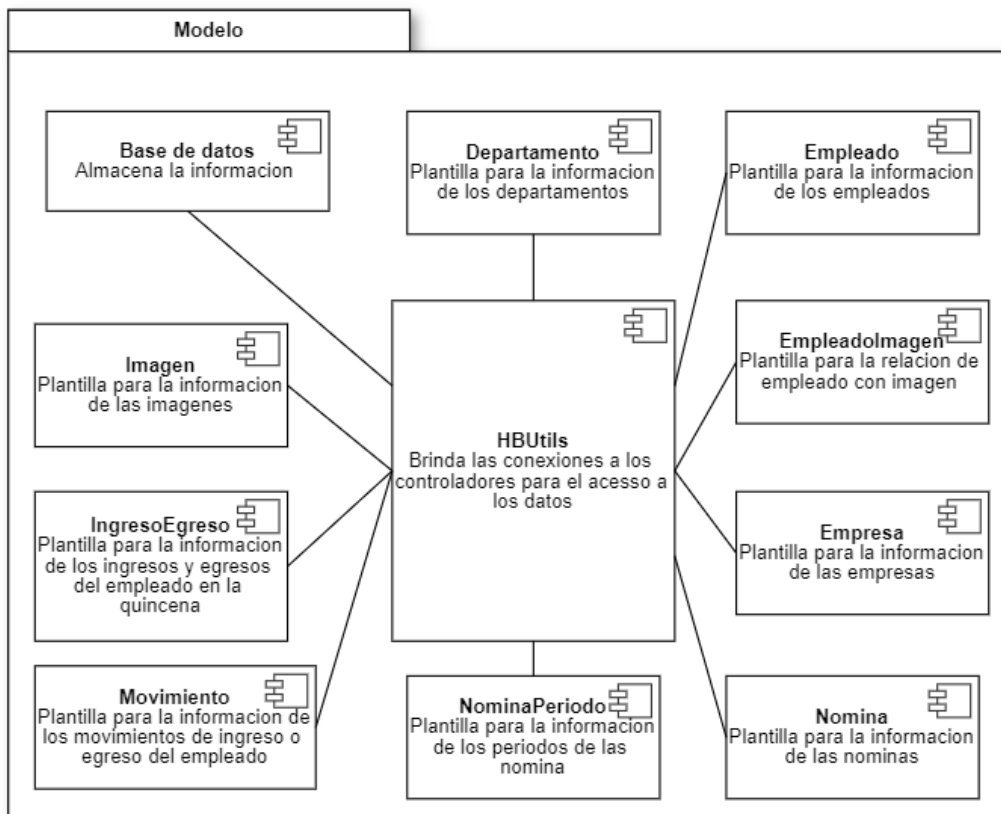 Modelo
Base de datos
Almacena la informacion
Departamento
Plantilla para la informacion
de los departamentos
Empleado
Plantilla para la informacion
de los empleados
Imagen
Plantilla para la informacion
de las imagenes
HBUtils
Brinda las conexiones a los
controladores para el acesso a
los datos
EmpleadoImagen
Plantilla para la relacion de
empleado con imagen
IngresoEgreso
Plantilla para la informacion
de los ingresos y egresos
del empleado en la
quincena
Empresa
Plantilla para la informacion
de las empresas
Movimiento
Plantilla para la informacion de
los movimientos de ingreso o
egreso del empleado
NominaPeriodo
Plantilla para la informacion
de los periodos de las
nomina
Nomina
Plantilla para la informacion
de las nominas